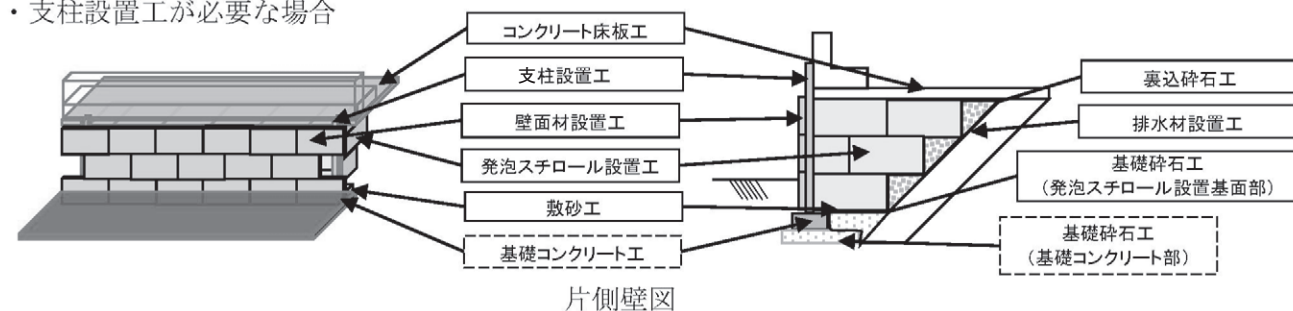 ・支柱設置工が必要な場合
コンクリート床板工
支柱設置工
壁面材設置工
発泡スチロール設置工
敷砂工
基礎コンクリート工
裏込砕石工
排水材設置工
基礎砕石工
（発泡スチロール設置基面部）
基礎砕石工
（基礎コンクリート部）
片側壁図